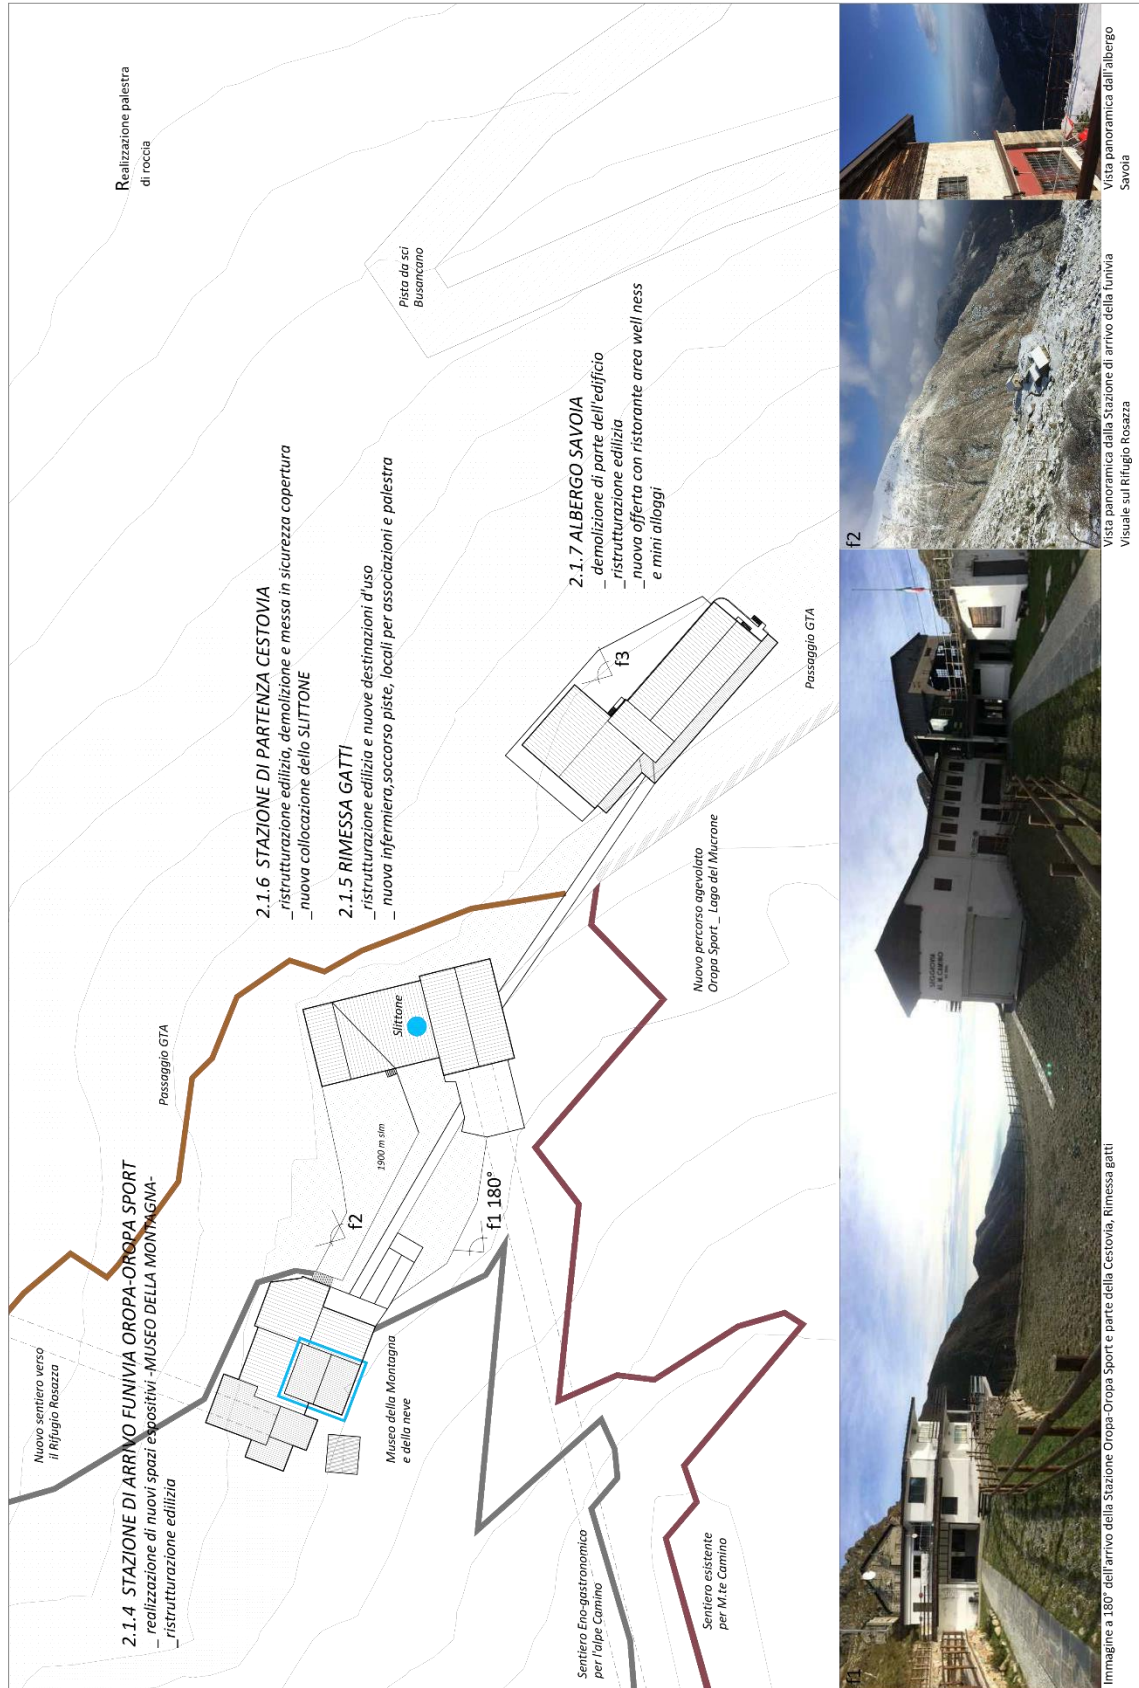 Realizzazione palestra
di roccia
Pista da sci
Busancano
2.1.6 STAZIONE DI PARTENZA CESTOVIA
_ristrutturazione edilizia, demolizione e messa in sicurezza copertura
_nuova collocazione dello SLITTONE
2.1.5 RIMESSA GATTI
_ristrutturazione edilizia e nuove destinazioni d'uso
_ nuova infermiera,soccorso piste, locali per associazioni e palestra
2.1.7 ALBERGO SAVOIA
_ demolizione di parte dell'edificio
_ristrutturazione edilizia
_nuova offerta con ristorante area well ness
e mini alloggi
f3
Passaggio GTA
Passaggio GTA
Slittone
1900 m slm
Nuovo percorso agevolato
Oropa Sport _ Lago del Mucrone
2.1.4 STAZIONE DI ARRIVO FUNIVIA OROPA-OROPA SPORT
_ realizzazione di nuovi spazi espositivi -MUSEO DELLA MONTAGNA-
_ristrutturazione edilizia
f2
f1 180°
Nuovo sentiero verso
il Rifugio Rosazza
Museo della Montagna
e della neve
Sentiero Eno-gastronomico
per l'alpe Camino
Sentiero esistente
per M.te Camino
f1
SEGGIOVIA
AL M. CAMINO
f2
Immagine a 180° dell'arrivo della Stazione Oropa-Oropa Sport e parte della Cestovia, Rimessa gatti
Vista panoramica dalla Stazione di arrivo della funivia
Visuale sul Rifugio Rosazza
Vista panoramica dall'albergo
Savoia